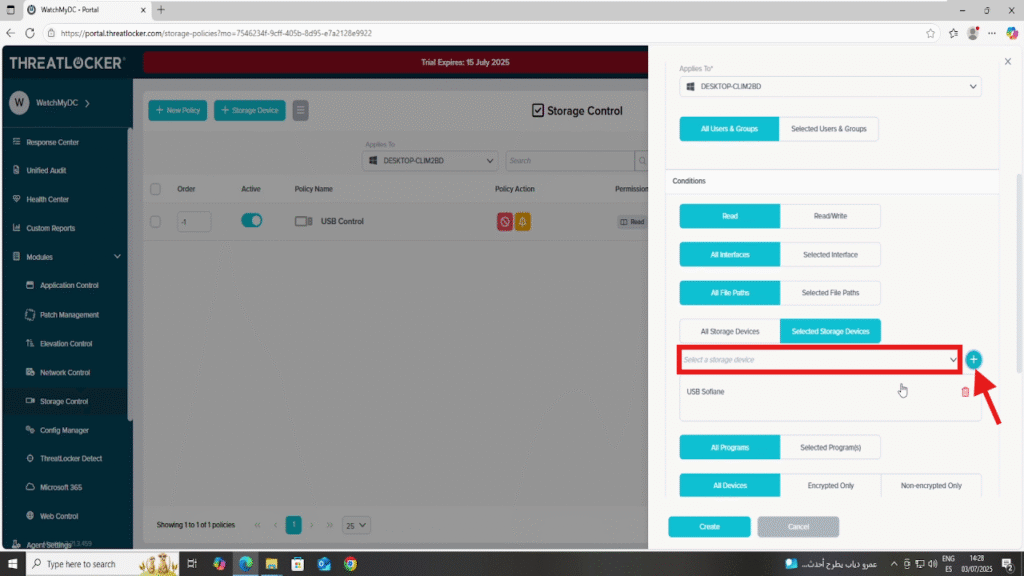 WatchMyDC - Portal
https://portal.threatlocker.com/storage-policies?mo=7546234f-9cff-405b-8d95-e7a2128e9922
THREATLOCKER
Trial Expires: 15 July 2025
W WatchMyDC
Response Center
Unified Audit
Health Center
Custom Reports
Modules
Application Control
Patch Management
Elevation Control
Network Control
Storage Control
Config Manager
ThreatLocker Detect
Microsoft 365
Web Control
Agent Settings
+ New Policy
+ Storage Device
Storage Control
Applies To
DESKTOP-CLIM2BD
Search
Order Active Policy Name Policy Action Permission
-1 USB Control Read
Showing 1 to 1 of 1 policies
1
25
Applies To*
DESKTOP-CLIM2BD
All Users & Groups Selected Users & Groups
Conditions
Read Read/Write
All Interfaces Selected Interface
All File Paths Selected File Paths
All Storage Devices Selected Storage Devices
Select a storage device
USB Sofiane
All Programs Selected Program(s)
All Devices Encrypted Only Non-encrypted Only
Create Cancel
Type here to search
عمرو دياب يطرح أحدث...
ENG
ES
14:28
03/07/2025